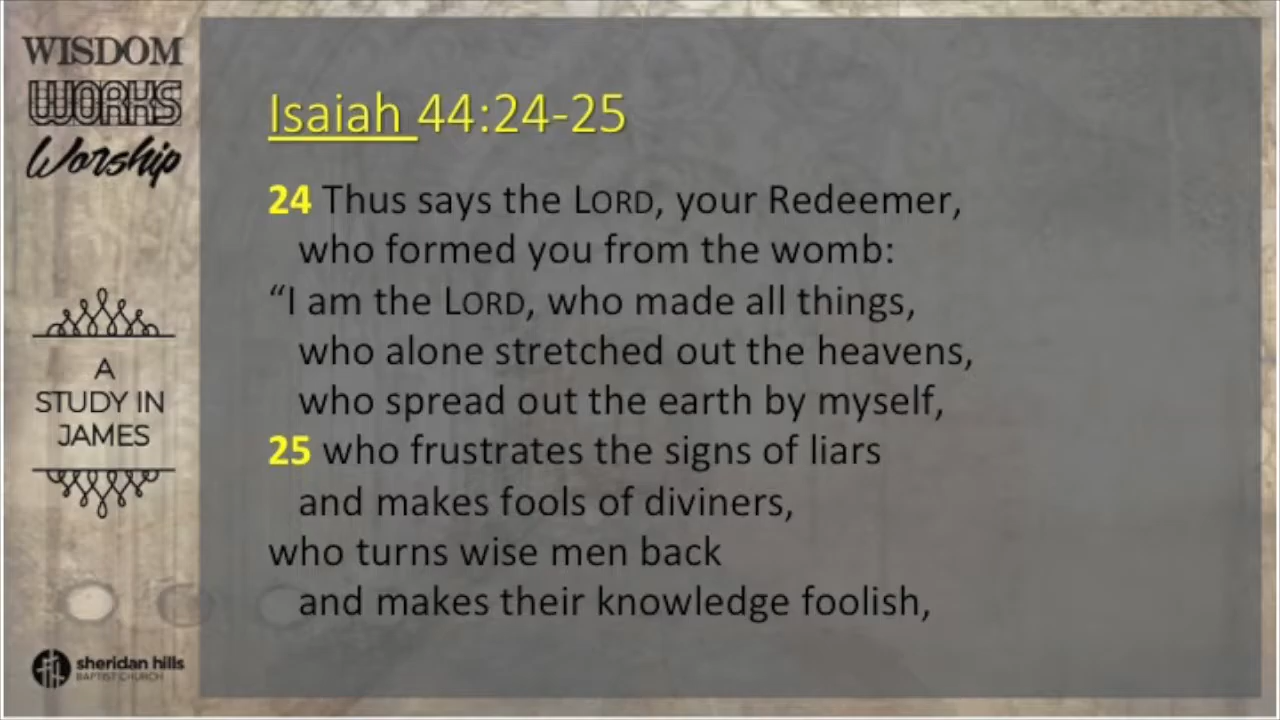 WISDOM
WORKS
Worship
A
STUDY IN
JAMES
sheridan hills
BAPTIST CHURCH
Isaiah 44:24-25
24 Thus says the LORD, your Redeemer,
who formed you from the womb:
“I am the LORD, who made all things,
who alone stretched out the heavens,
who spread out the earth by myself,
25 who frustrates the signs of liars
and makes fools of diviners,
who turns wise men back
and makes their knowledge foolish,